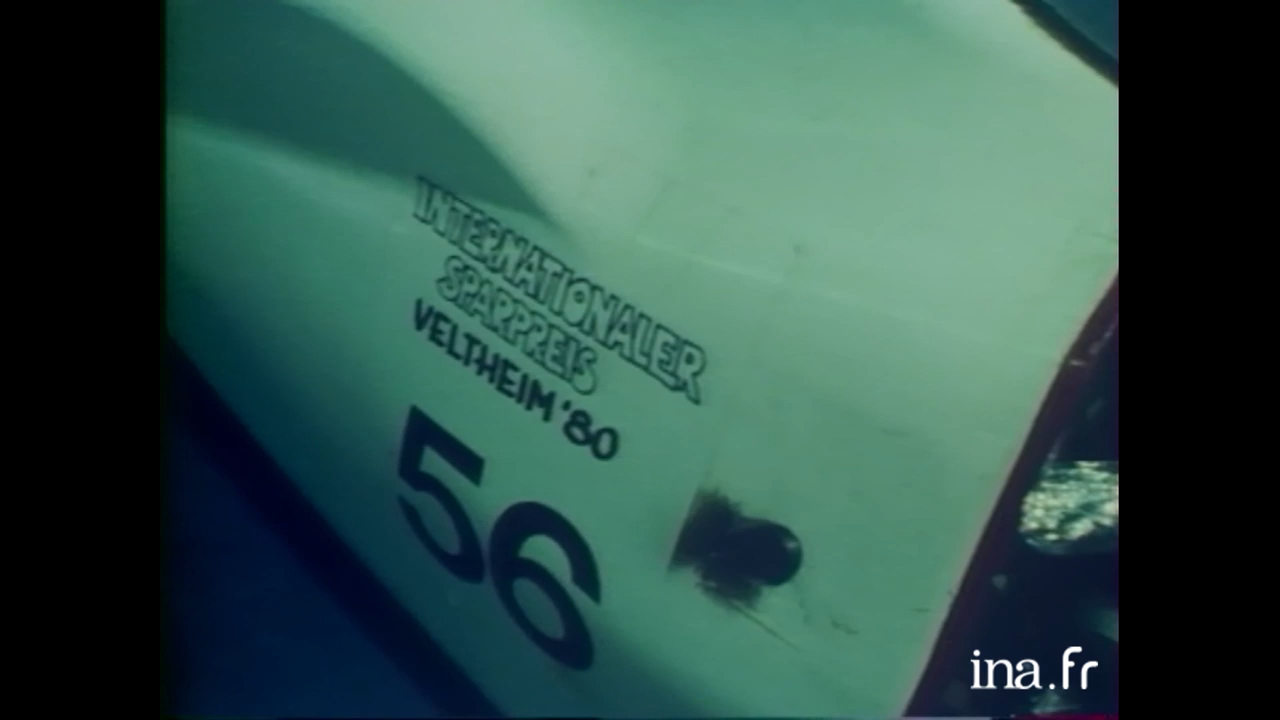 INTERNATIONALER
SPARPREIS
VELTHEIM '80
56
ina.fr